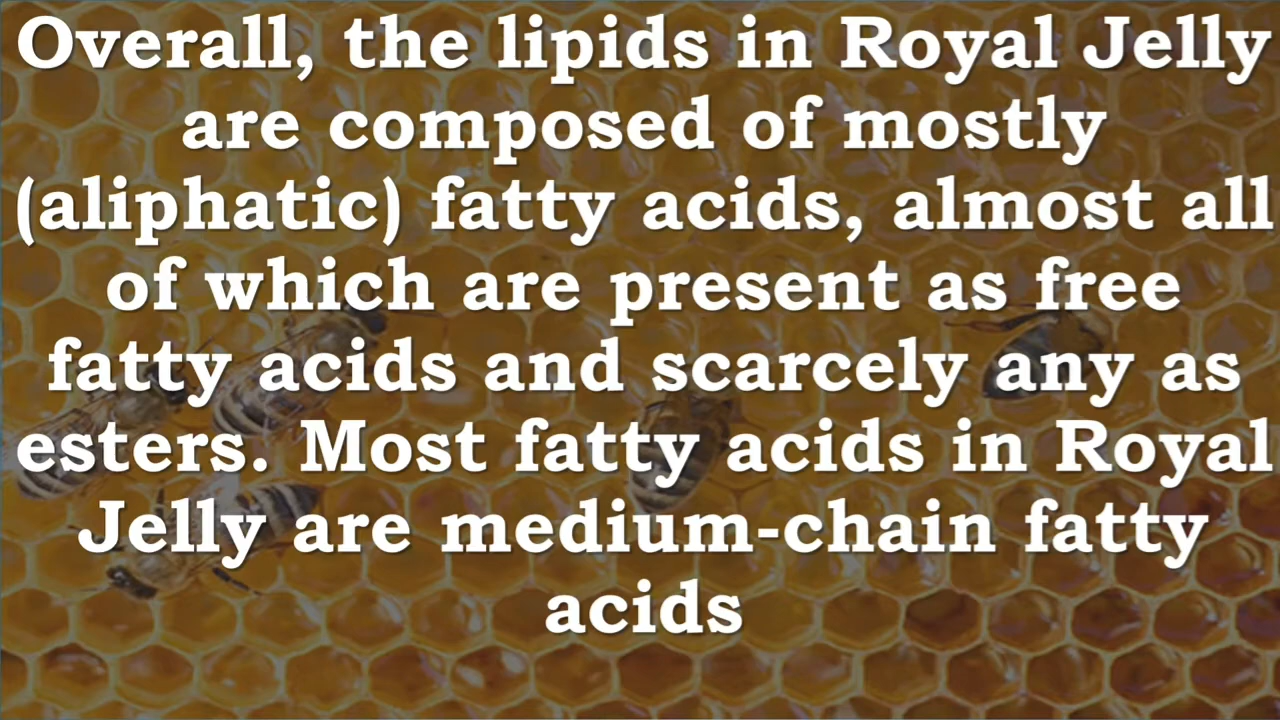 Overall, the lipids in Royal Jelly
are composed of mostly
(aliphatic) fatty acids, almost all
of which are present as free
fatty acids and scarcely any as
esters. Most fatty acids in Royal
Jelly are medium-chain fatty
acids